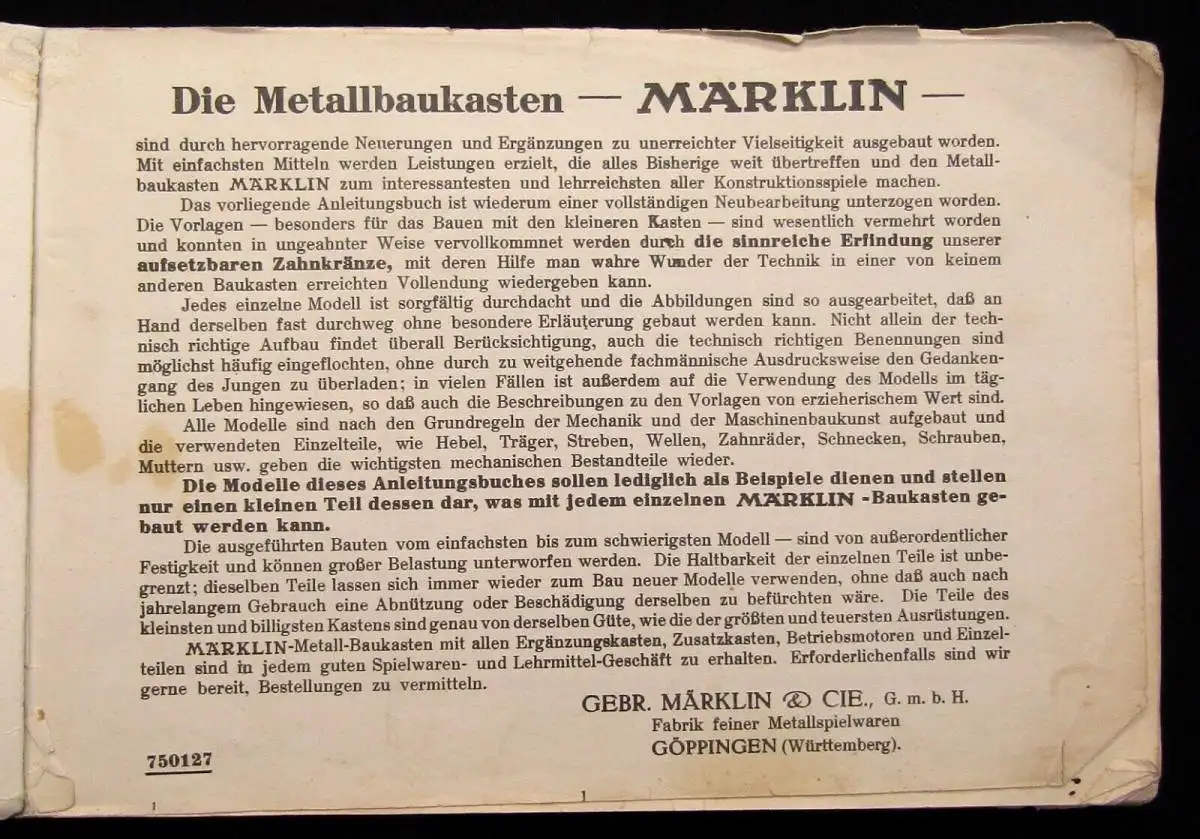 Die Metallbaukasten — MÄRKLIN —
sind durch hervorragende Neuerungen und Ergänzungen zu unerreichter Vielseitigkeit ausgebaut worden.
Mit einfachsten Mitteln werden Leistungen erzielt, die alles Bisherige weit übertreffen und den Metall-
baukasten MÄRKLIN zum interessantesten und lehrreichsten aller Konstruktionsspiele machen.
Das vorliegende Anleitungsbuch ist wiederum einer vollständigen Neubearbeitung unterzogen worden.
Die Vorlagen — besonders für das Bauen mit den kleineren Kasten — sind wesentlich vermehrt worden
und konnten in ungeahnter Weise vervollkommnet werden durch die sinnreiche Erfindung unserer
aufsetzbaren Zahnkränze, mit deren Hilfe man wahre Wunder der Technik in einer von keinem
anderen Baukasten erreichten Vollendung wiedergeben kann.
Jedes einzelne Modell ist sorgfältig durchdacht und die Abbildungen sind so ausgearbeitet, daß an
Hand derselben fast durchweg ohne besondere Erläuterung gebaut werden kann. Nicht allein der tech-
nisch richtige Aufbau findet überall Berücksichtigung, auch die technisch richtigen Benennungen sind
möglichst häufig eingeflochten, ohne durch zu weitgehende fachmännische Ausdrucksweise den Gedanken-
gang des Jungen zu überladen; in vielen Fällen ist außerdem auf die Verwendung des Modells im täg-
lichen Leben hingewiesen, so daß auch die Beschreibungen zu den Vorlagen von erzieherischem Wert sind.
Alle Modelle sind nach den Grundregeln der Mechanik und der Maschinenbaukunst aufgebaut und
die verwendeten Einzelteile, wie Hebel, Träger, Streben, Wellen, Zahnräder, Schnecken, Schrauben,
Muttern usw. geben die wichtigsten mechanischen Bestandteile wieder.
Die Modelle dieses Anleitungsbuches sollen lediglich als Beispiele dienen und stellen
nur einen kleinen Teil dessen dar, was mit jedem einzelnen MÄRKLIN -Baukasten ge-
baut werden kann.
Die ausgeführten Bauten vom einfachsten bis zum schwierigsten Modell — sind von außerordentlicher
Festigkeit und können großer Belastung unterworfen werden. Die Haltbarkeit der einzelnen Teile ist unbe-
grenzt; dieselben Teile lassen sich immer wieder zum Bau neuer Modelle verwenden, ohne daß auch nach
jahrelangem Gebrauch eine Abnützung oder Beschädigung derselben zu befürchten wäre. Die Teile des
kleinsten und billigsten Kastens sind genau von derselben Güte, wie die der größten und teuersten Ausrüstungen.
MÄRKLIN-Metall-Baukasten mit allen Ergänzungskasten, Zusatzkasten, Betriebsmotoren und Einzel-
teilen sind in jedem guten Spielwaren- und Lehrmittel-Geschäft zu erhalten. Erforderlichenfalls sind wir
gerne bereit, Bestellungen zu vermitteln.
GEBR. MÄRKLIN & CIE., G. m. b. H.
Fabrik feiner Metallspielwaren
GÖPPINGEN (Württemberg).
750127
1 1